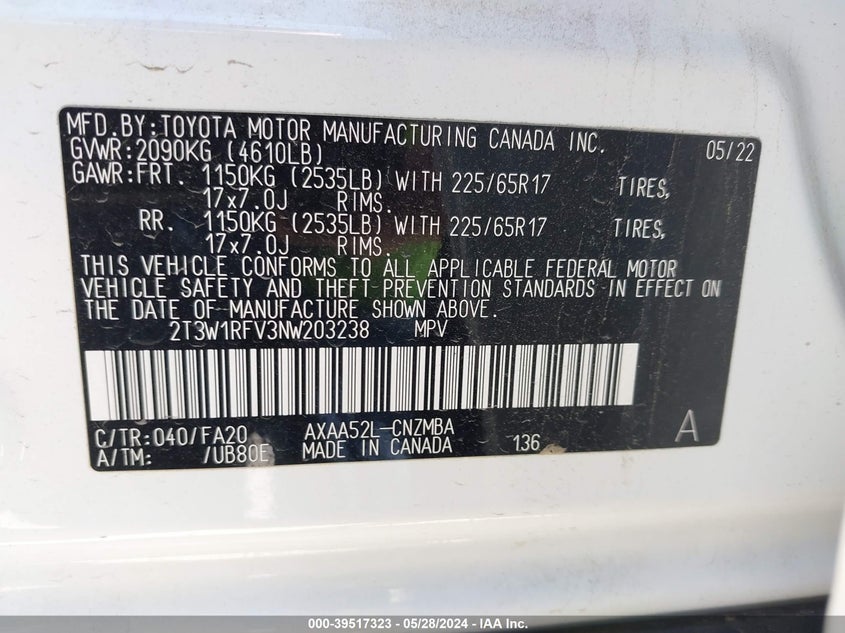 MFD.BY:TOYOTA MOTOR MANUFACTURING CANADA INC. 05/22
GVWR:2090KG (4610LB)
GAWR:FRT. 1150KG (2535LB) WITH 225/65R17 TIRES,
17x7.0J RIMS.
RR. 1150KG (2535LB) WITH 225/65R17 TIRES,
17x7.0J RIMS.
THIS VEHICLE CONFORMS TO ALL APPLICABLE FEDERAL MOTOR
VEHICLE SAFETY AND THEFT PREVENTION STANDARDS IN EFFECT ON
THE DATE OF MANUFACTURE SHOWN ABOVE.
2T3W1RFV3NW203238 MPV
C/TR:040/FA20 AXAA52L-CNZMBA
A/TM: /UB80E MADE IN CANADA 136 A
000-39517323 - 05/28/2024 - IAA Inc.